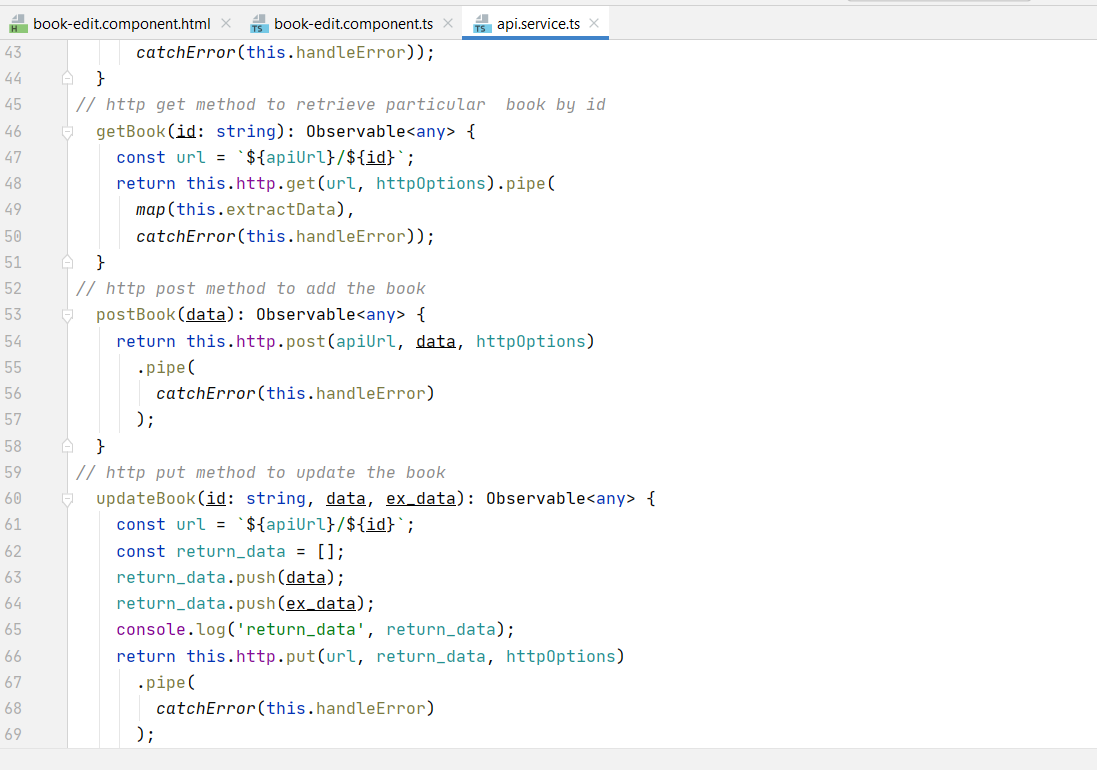 book-edit.component.html book-edit.component.ts api.service.ts
43 catchError(this.handleError));
44 }
45 // http get method to retrieve particular  book by id
46 getBook(id: string): Observable<any> {
47 const url = `${apiUrl}/${id}`;
48 return this.http.get(url, httpOptions).pipe(
49 map(this.extractData),
50 catchError(this.handleError));
51 }
52 // http post method to add the book
53 postBook(data): Observable<any> {
54 return this.http.post(apiUrl, data, httpOptions)
55 .pipe(
56 catchError(this.handleError)
57 );
58 }
59 // http put method to update the book
60 updateBook(id: string, data, ex_data): Observable<any> {
61 const url = `${apiUrl}/${id}`;
62 const return_data = [];
63 return_data.push(data);
64 return_data.push(ex_data);
65 console.log('return_data', return_data);
66 return this.http.put(url, return_data, httpOptions)
67 .pipe(
68 catchError(this.handleError)
69 );